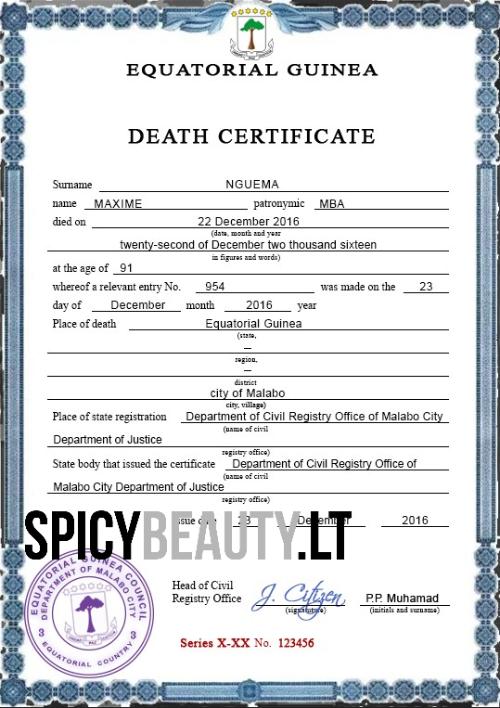 EQUATORIAL GUINEA
DEATH CERTIFICATE
Surname NGUEMA
name MAXIME patronymic MBA
died on 22 December 2016
(date, month and year
twenty-second of December two thousand sixteen
in figures and words)
at the age of 91
whereof a relevant entry No. 954 was made on the 23
day of December month 2016 year
Place of death Equatorial Guinea
(state,
—
region,
—
district
city of Malabo
city, village)
Place of state registration Department of Civil Registry Office of Malabo City
(name of civil
Department of Justice
registry office)
State body that issued the certificate Department of Civil Registry Office of
(name of civil
Malabo City Department of Justice
registry office)
Issue date 23 December 2016
SPICYBEAUTY.LT
EQUATORIAL GUINEA COUNCIL
DEPARTMENT OF MALABO CITY
3 3
EQUATORIAL COUNTRY
Head of Civil
Registry Office J. Citizen P.P. Muhamad
(signature) (initials and surname)
Series X-XX No. 123456